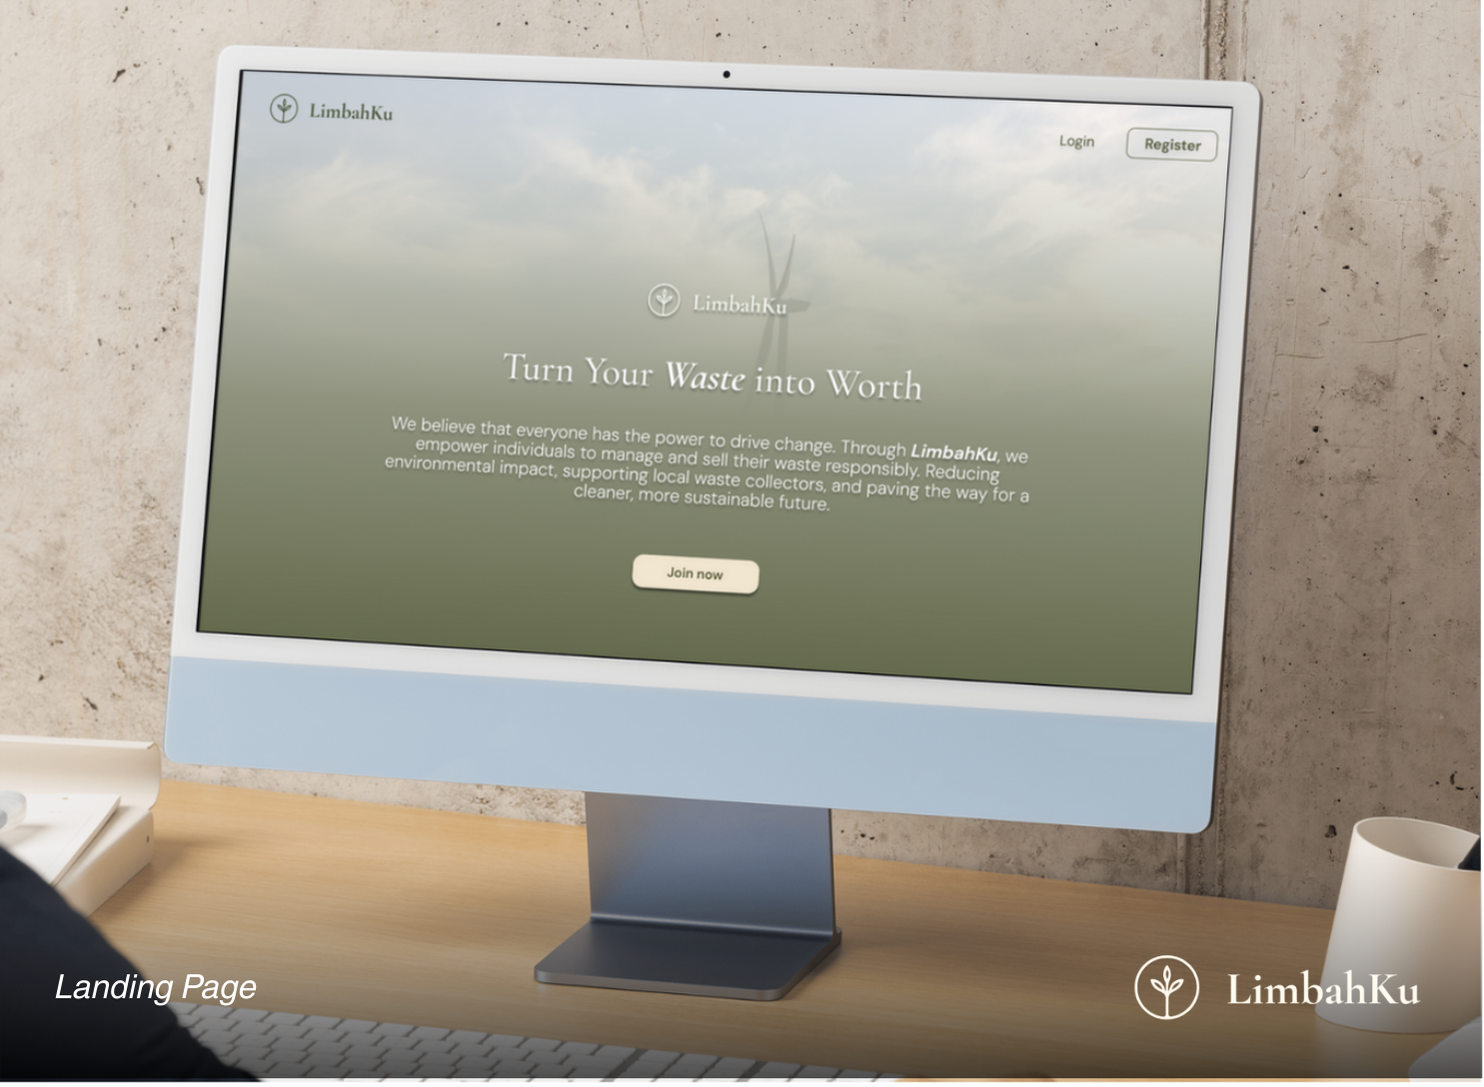 LimbahKu
Login
Register
LimbahKu
Turn Your Waste into Worth
We believe that everyone has the power to drive change. Through LimbahKu, we
empower individuals to manage and sell their waste responsibly. Reducing
environmental impact, supporting local waste collectors, and paving the way for a
cleaner, more sustainable future.
Join now
Landing Page
LimbahKu